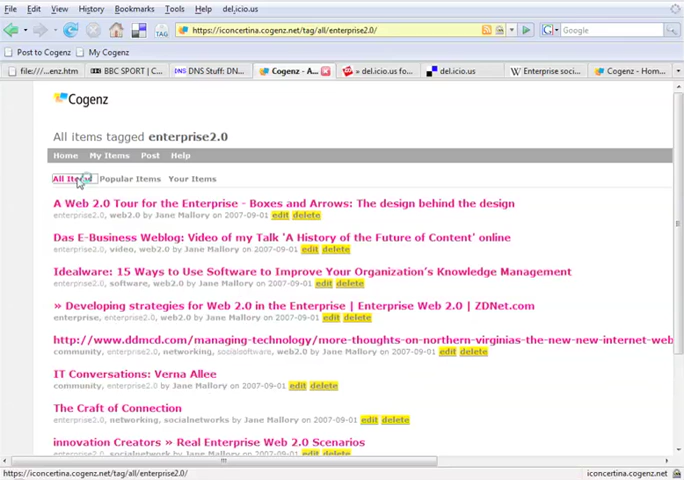 File Edit View History Bookmarks Tools Help del.icio.us
TAG https://iconcertina.cogenz.net/tag/all/enterprise2.0/ Google
Post to Cogenz My Cogenz
file:///...enz.htm BBC SPORT | C... DNS Stuff: DN... Cogenz - A... » del.icio.us fo... del.icio.us Enterprise soci... Cogenz - Hom...
Cogenz
All items tagged enterprise2.0
Home My Items Post Help
All Items Popular Items Your Items
A Web 2.0 Tour for the Enterprise - Boxes and Arrows: The design behind the design
enterprise2.0, web2.0 by Jane Mallory on 2007-09-01 edit delete
Das E-Business Weblog: Video of my Talk 'A History of the Future of Content' online
enterprise2.0, video, web2.0 by Jane Mallory on 2007-09-01 edit delete
Idealware: 15 Ways to Use Software to Improve Your Organization's Knowledge Management
enterprise2.0, software, web2.0 by Jane Mallory on 2007-09-01 edit delete
» Developing strategies for Web 2.0 in the Enterprise | Enterprise Web 2.0 | ZDNet.com
enterprise, enterprise2.0, web2.0 by Jane Mallory on 2007-09-01 edit delete
http://www.ddmcd.com/managing-technology/more-thoughts-on-northern-virginias-the-new-new-internet-web
community, enterprise2.0, networking, socialsoftware, web2.0 by Jane Mallory on 2007-09-01 edit delete
IT Conversations: Verna Allee
community, enterprise2.0 by Jane Mallory on 2007-09-01 edit delete
The Craft of Connection
enterprise2.0, networking, socialnetworks by Jane Mallory on 2007-09-01 edit delete
innovation Creators » Real Enterprise Web 2.0 Scenarios
enterprise2.0, socialnetwork by Jane Mallory on 2007-09-01 edit delete
https://iconcertina.cogenz.net/tag/all/enterprise2.0/ iconcertina.cogenz.net